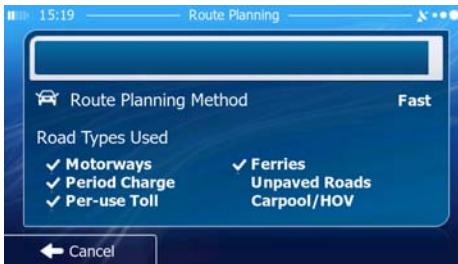 15:19 Route Planning
Route Planning Method Fast
Road Types Used
Motorways Ferries
Period Charge Unpaved Roads
Per-use Toll Carpool/HOV
Cancel